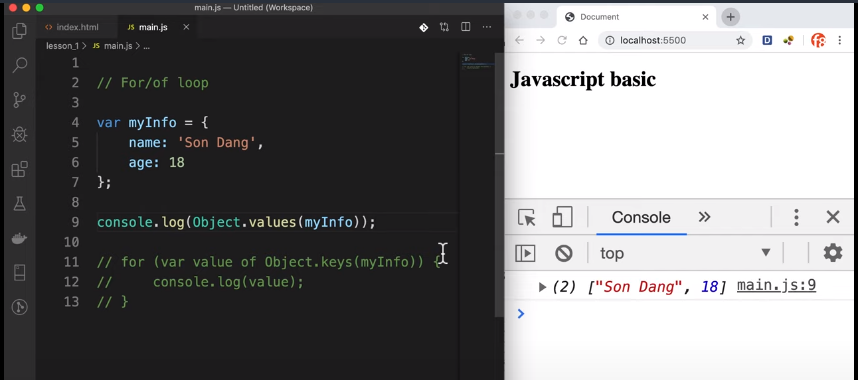 main.js — Untitled (Workspace)
index.html
JS main.js
lesson_1 > JS main.js > ...
1
2 // For/of loop
3
4 var myInfo = {
5 name: 'Son Dang',
6 age: 18
7 };
8
9 console.log(Object.values(myInfo));
10
11 // for (var value of Object.keys(myInfo)) {
12 // console.log(value);
13 // }
Document
localhost:5500
Javascript basic
Console
top
(2) ["Son Dang", 18] main.js:9